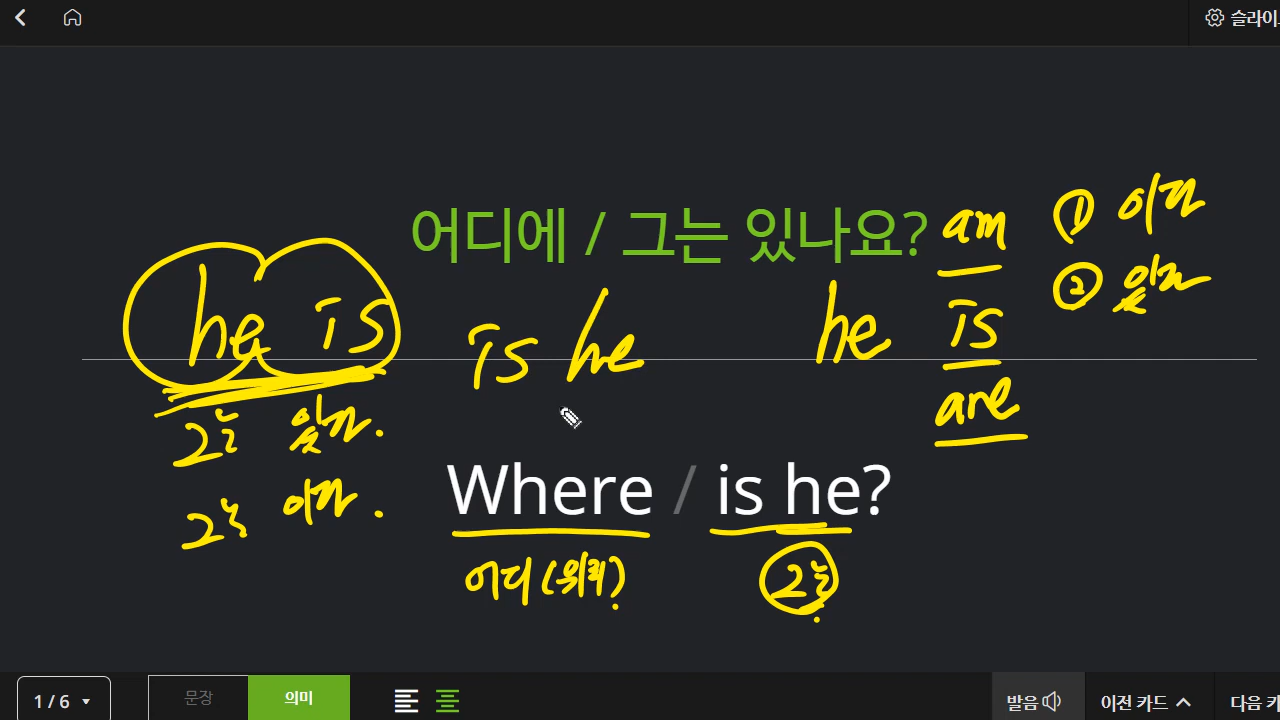 슬라이
어디에 / 그는 있나요?
am
① 이다
② 있다
he is
is he
he is
are
그는 있다.
그는 이다.
Where / is he?
어디(위치)
그는?
1 / 6
문장
의미
발음
이전 카드
다음 카